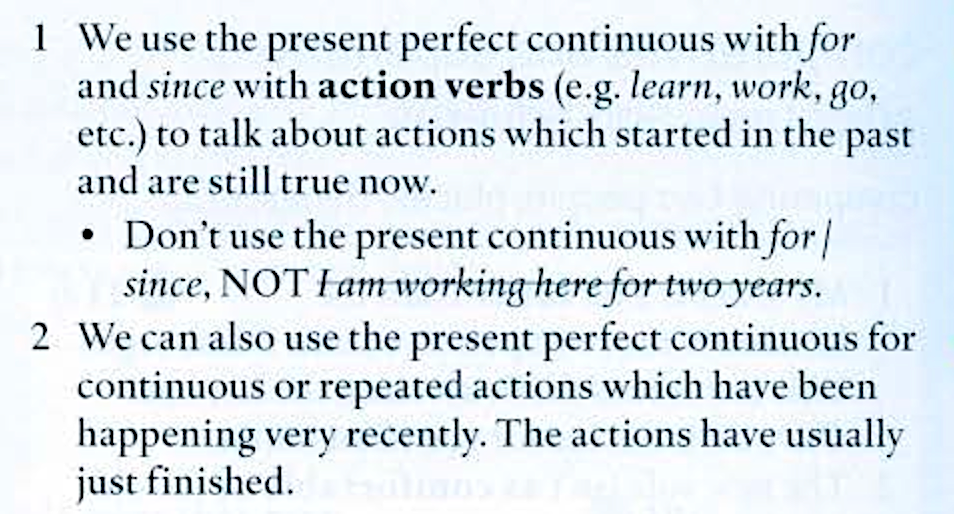 1 We use the present perfect continuous with for
and since with action verbs (e.g. learn, work, go,
etc.) to talk about actions which started in the past
and are still true now.
• Don't use the present continuous with for /
since, NOT I am working here for two years.
2 We can also use the present perfect continuous for
continuous or repeated actions which have been
happening very recently. The actions have usually
just finished.